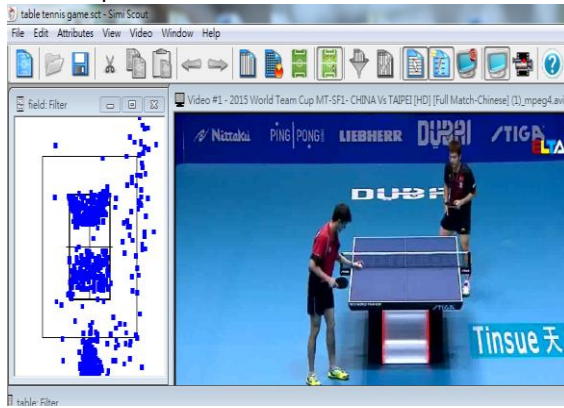 table tennis game.sct - Simi Scout
File Edit Attributes View Video Window Help
field: Filter
Video #1 - 2015 World Team Cup MT-SF1- CHINA Vs TAIPEI [HD] [Full Match-Chinese] (1)_mpeg4.avi
Nittaku PING PONG LIEBHERR DUBAI STIGA
ELTA
DUBAI
STIGA
Tinsue 天
table: Filter